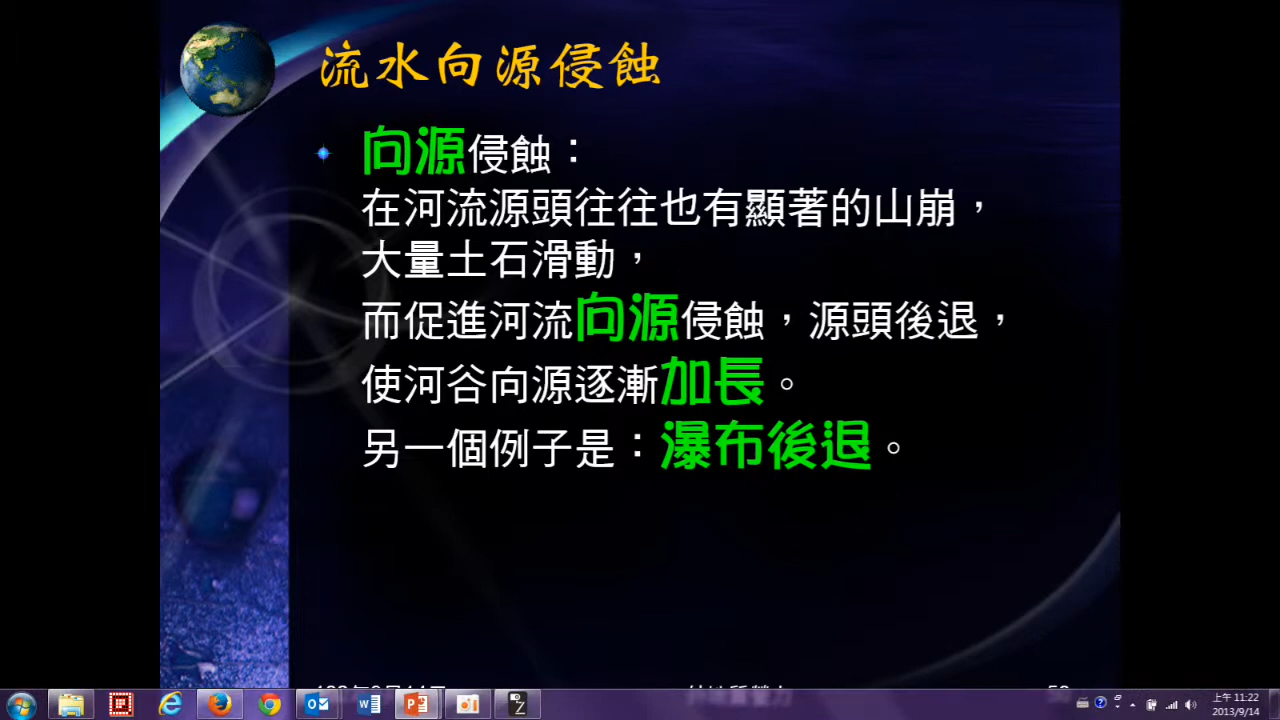 流水向源侵蝕
向源侵蝕：
在河流源頭往往也有顯著的山崩，
大量土石滑動，
而促進河流向源侵蝕，源頭後退，
使河谷向源逐漸加長。
另一個例子是：瀑布後退。
上午 11:22
2013/9/14